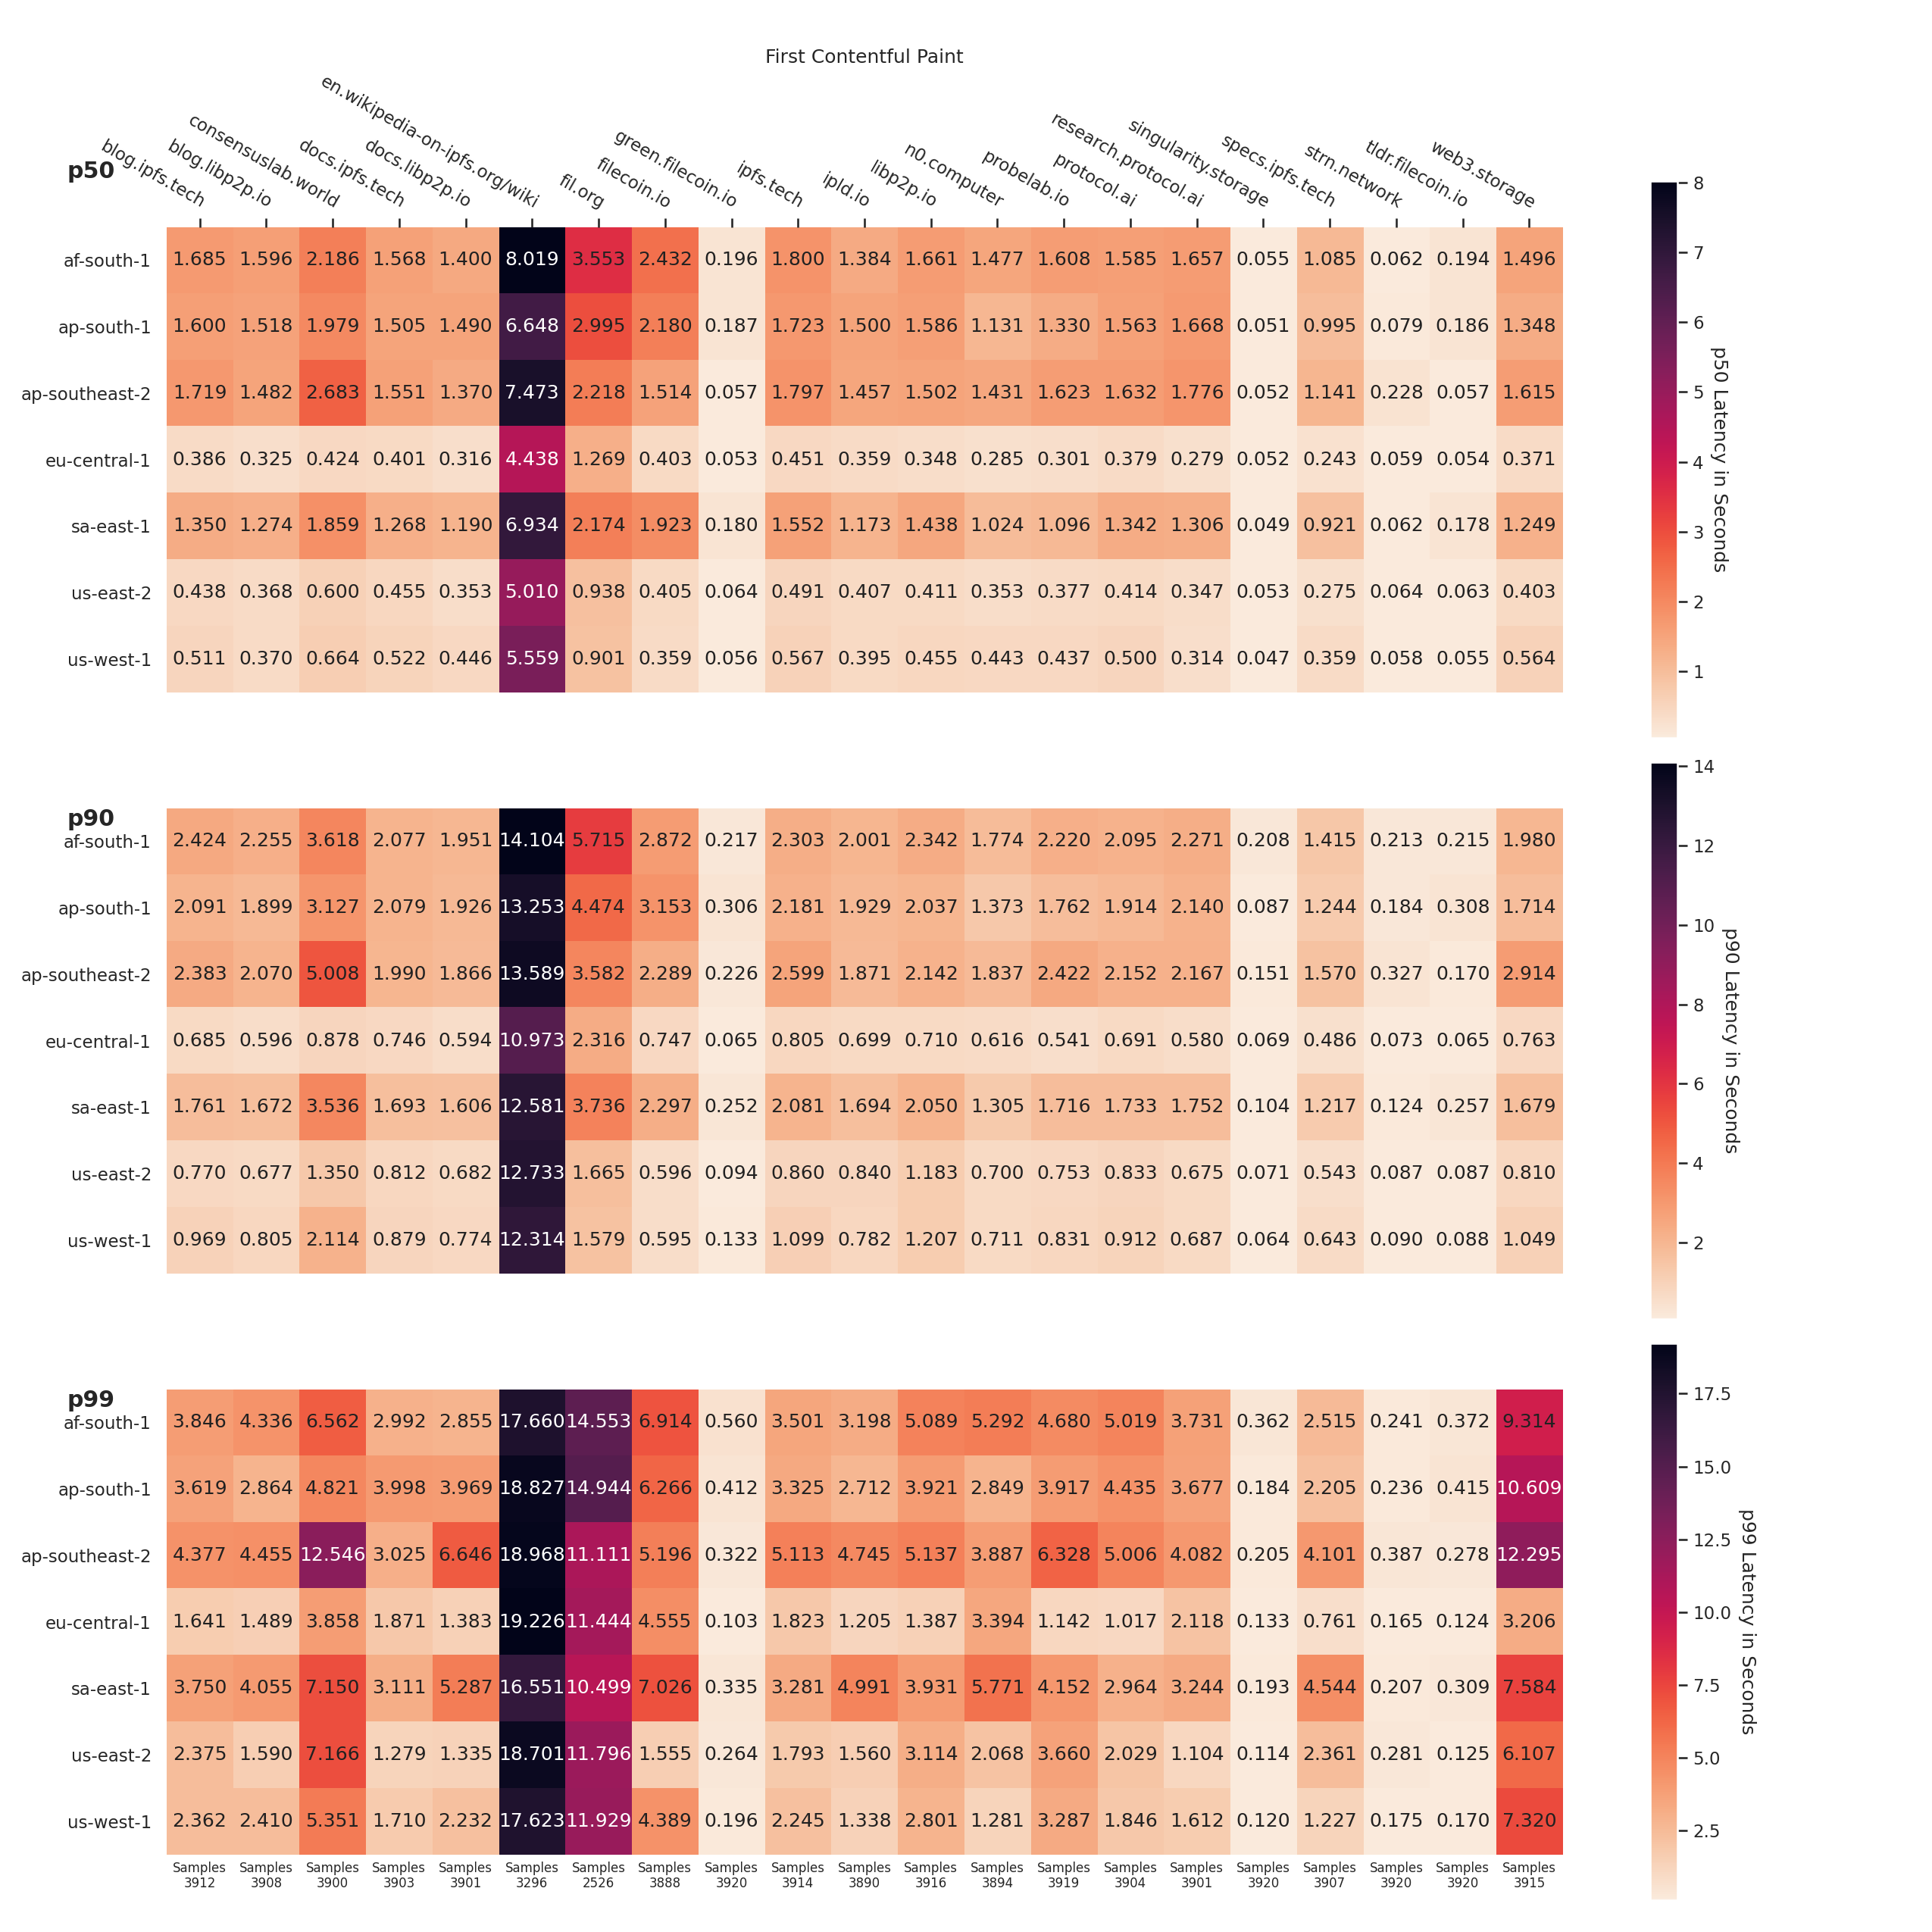 First Contentful Paint
p50
blog.ipfs.tech
blog.libp2p.io
consensuslab.world
docs.ipfs.tech
docs.libp2p.io
en.wikipedia-on-ipfs.org/wiki
fil.org
filecoin.io
green.filecoin.io
ipfs.tech
ipld.io
libp2p.io
n0.computer
probelab.io
protocol.ai
research.protocol.ai
singularity.storage
specs.ipfs.tech
strn.network
tldr.filecoin.io
web3.storage
af-south-1 1.685 1.596 2.186 1.568 1.400 8.019 3.553 2.432 0.196 1.800 1.384 1.661 1.477 1.608 1.585 1.657 0.055 1.085 0.062 0.194 1.496
ap-south-1 1.600 1.518 1.979 1.505 1.490 6.648 2.995 2.180 0.187 1.723 1.500 1.586 1.131 1.330 1.563 1.668 0.051 0.995 0.079 0.186 1.348
ap-southeast-2 1.719 1.482 2.683 1.551 1.370 7.473 2.218 1.514 0.057 1.797 1.457 1.502 1.431 1.623 1.632 1.776 0.052 1.141 0.228 0.057 1.615
eu-central-1 0.386 0.325 0.424 0.401 0.316 4.438 1.269 0.403 0.053 0.451 0.359 0.348 0.285 0.301 0.379 0.279 0.052 0.243 0.059 0.054 0.371
sa-east-1 1.350 1.274 1.859 1.268 1.190 6.934 2.174 1.923 0.180 1.552 1.173 1.438 1.024 1.096 1.342 1.306 0.049 0.921 0.062 0.178 1.249
us-east-2 0.438 0.368 0.600 0.455 0.353 5.010 0.938 0.405 0.064 0.491 0.407 0.411 0.353 0.377 0.414 0.347 0.053 0.275 0.064 0.063 0.403
us-west-1 0.511 0.370 0.664 0.522 0.446 5.559 0.901 0.359 0.056 0.567 0.395 0.455 0.443 0.437 0.500 0.314 0.047 0.359 0.058 0.055 0.564
8
7
6
5
4
3
2
1
p50 Latency in Seconds
p90
af-south-1 2.424 2.255 3.618 2.077 1.951 14.104 5.715 2.872 0.217 2.303 2.001 2.342 1.774 2.220 2.095 2.271 0.208 1.415 0.213 0.215 1.980
ap-south-1 2.091 1.899 3.127 2.079 1.926 13.253 4.474 3.153 0.306 2.181 1.929 2.037 1.373 1.762 1.914 2.140 0.087 1.244 0.184 0.308 1.714
ap-southeast-2 2.383 2.070 5.008 1.990 1.866 13.589 3.582 2.289 0.226 2.599 1.871 2.142 1.837 2.422 2.152 2.167 0.151 1.570 0.327 0.170 2.914
eu-central-1 0.685 0.596 0.878 0.746 0.594 10.973 2.316 0.747 0.065 0.805 0.699 0.710 0.616 0.541 0.691 0.580 0.069 0.486 0.073 0.065 0.763
sa-east-1 1.761 1.672 3.536 1.693 1.606 12.581 3.736 2.297 0.252 2.081 1.694 2.050 1.305 1.716 1.733 1.752 0.104 1.217 0.124 0.257 1.679
us-east-2 0.770 0.677 1.350 0.812 0.682 12.733 1.665 0.596 0.094 0.860 0.840 1.183 0.700 0.753 0.833 0.675 0.071 0.543 0.087 0.087 0.810
us-west-1 0.969 0.805 2.114 0.879 0.774 12.314 1.579 0.595 0.133 1.099 0.782 1.207 0.711 0.831 0.912 0.687 0.064 0.643 0.090 0.088 1.049
14
12
10
8
6
4
2
p90 Latency in Seconds
p99
af-south-1 3.846 4.336 6.562 2.992 2.855 17.660 14.553 6.914 0.560 3.501 3.198 5.089 5.292 4.680 5.019 3.731 0.362 2.515 0.241 0.372 9.314
ap-south-1 3.619 2.864 4.821 3.998 3.969 18.827 14.944 6.266 0.412 3.325 2.712 3.921 2.849 3.917 4.435 3.677 0.184 2.205 0.236 0.415 10.609
ap-southeast-2 4.377 4.455 12.546 3.025 6.646 18.968 11.111 5.196 0.322 5.113 4.745 5.137 3.887 6.328 5.006 4.082 0.205 4.101 0.387 0.278 12.295
eu-central-1 1.641 1.489 3.858 1.871 1.383 19.226 11.444 4.555 0.103 1.823 1.205 1.387 3.394 1.142 1.017 2.118 0.133 0.761 0.165 0.124 3.206
sa-east-1 3.750 4.055 7.150 3.111 5.287 16.551 10.499 7.026 0.335 3.281 4.991 3.931 5.771 4.152 2.964 3.244 0.193 4.544 0.207 0.309 7.584
us-east-2 2.375 1.590 7.166 1.279 1.335 18.701 11.796 1.555 0.264 1.793 1.560 3.114 2.068 3.660 2.029 1.104 0.114 2.361 0.281 0.125 6.107
us-west-1 2.362 2.410 5.351 1.710 2.232 17.623 11.929 4.389 0.196 2.245 1.338 2.801 1.281 3.287 1.846 1.612 0.120 1.227 0.175 0.170 7.320
Samples Samples Samples Samples Samples Samples Samples Samples Samples Samples Samples Samples Samples Samples Samples Samples Samples Samples Samples Samples Samples
3912 3908 3900 3903 3901 3296 2526 3888 3920 3914 3890 3916 3894 3919 3904 3901 3920 3907 3920 3920 3915
17.5
15.0
12.5
10.0
7.5
5.0
2.5
p999 Latency in Seconds